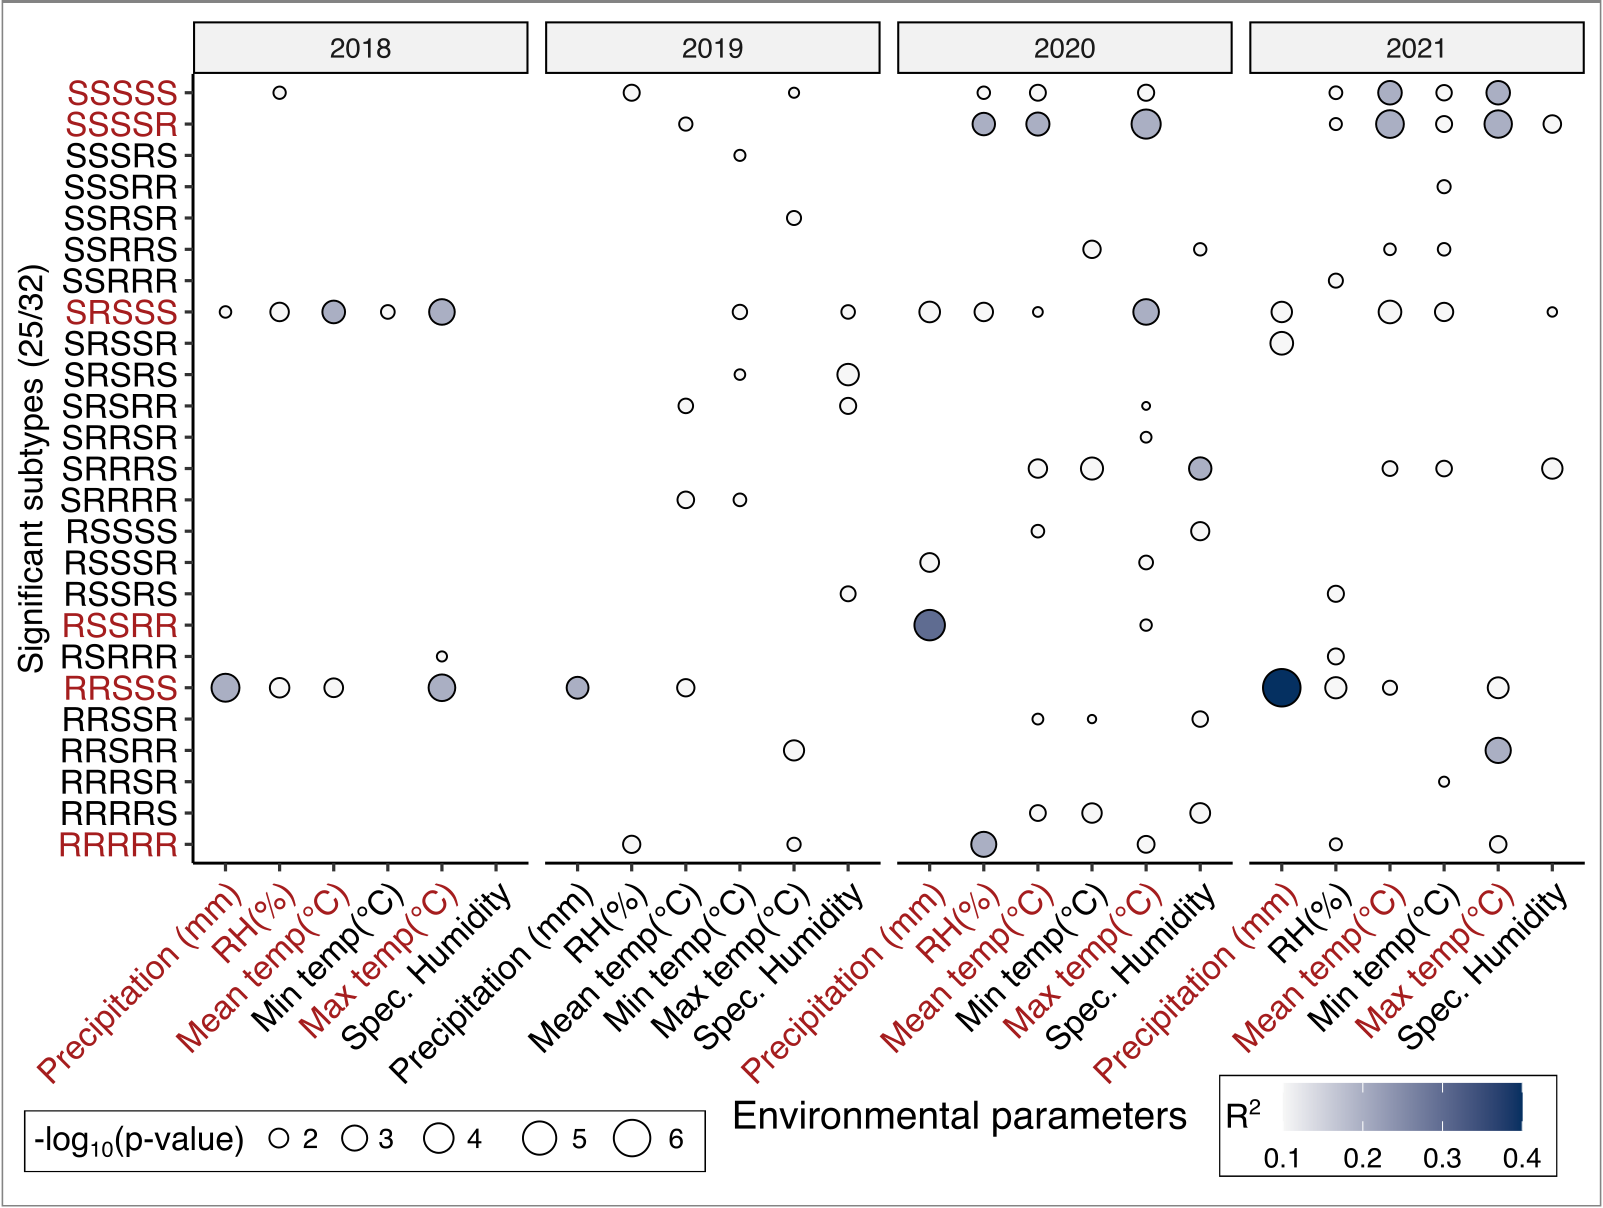 2018 2019 2020 2021
Significant subtypes (25/32)
SSSSS
SSSSR
SSSRS
SSSRR
SSRSR
SSRRS
SSRRR
SRSSS
SRSSR
SRSRS
SRSRR
SRRSR
SRRRS
SRRRR
RSSSS
RSSSR
RSSRS
RSSRR
RSRRR
RRSSS
RRSSR
RRSRR
RRRSR
RRRRS
RRRRR
Precipitation (mm)
RH(%)
Mean temp(°C)
Min temp(°C)
Max temp(°C)
Spec. Humidity
Precipitation (mm)
RH(%)
Mean temp(°C)
Min temp(°C)
Max temp(°C)
Spec. Humidity
Precipitation (mm)
RH(%)
Mean temp(°C)
Min temp(°C)
Max temp(°C)
Spec. Humidity
Precipitation (mm)
RH(%)
Mean temp(°C)
Min temp(°C)
Max temp(°C)
Spec. Humidity
Environmental parameters
-log₁₀(p-value) 2 3 4 5 6
R²
0.1 0.2 0.3 0.4